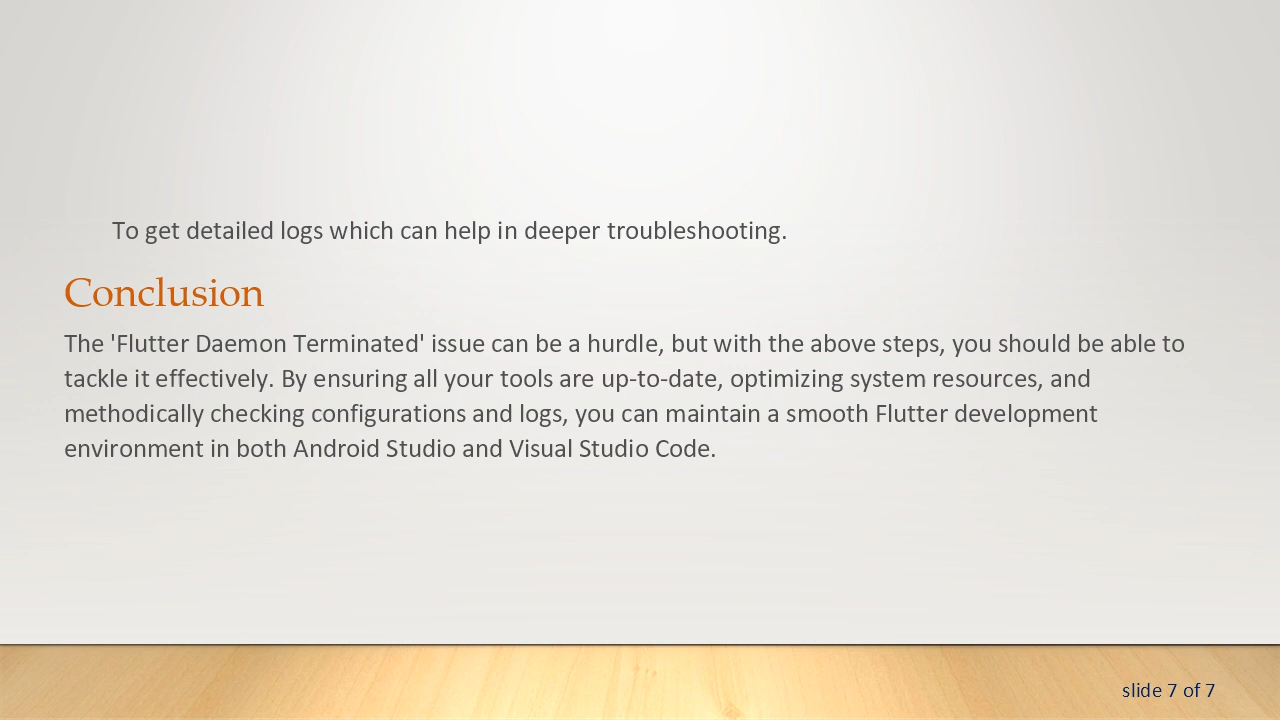 To get detailed logs which can help in deeper troubleshooting.
Conclusion
The 'Flutter Daemon Terminated' issue can be a hurdle, but with the above steps, you should be able to
tackle it effectively. By ensuring all your tools are up-to-date, optimizing system resources, and
methodically checking configurations and logs, you can maintain a smooth Flutter development
environment in both Android Studio and Visual Studio Code.
slide 7 of 7